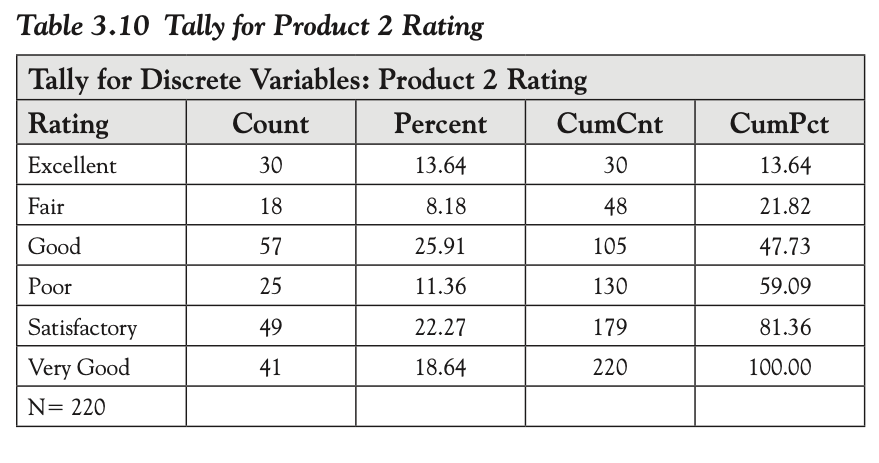 Table 3.10 Tally for Product 2 Rating
Tally for Discrete Variables: Product 2 Rating
Rating Count Percent CumCnt CumPct
Excellent 30 13.64 30 13.64
Fair 18 8.18 48 21.82
Good 57 25.91 105 47.73
Poor 25 11.36 130 59.09
Satisfactory 49 22.27 179 81.36
Very Good 41 18.64 220 100.00
N= 220